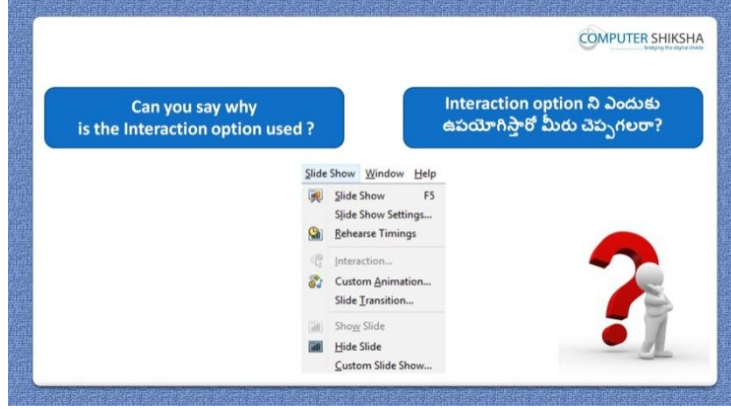 COMPUTER SHIKSHA
bridging the digital divide
Can you say why
is the Interaction option used ?
Interaction option ని ఎందుకు
ఉపయోగిస్తారో మీరు చెప్పగలరా?
Slide Show Window Help
Slide Show F5
Slide Show Settings...
Rehearse Timings
Interaction...
Custom Animation...
Slide Transition...
Show Slide
Hide Slide
Custom Slide Show...